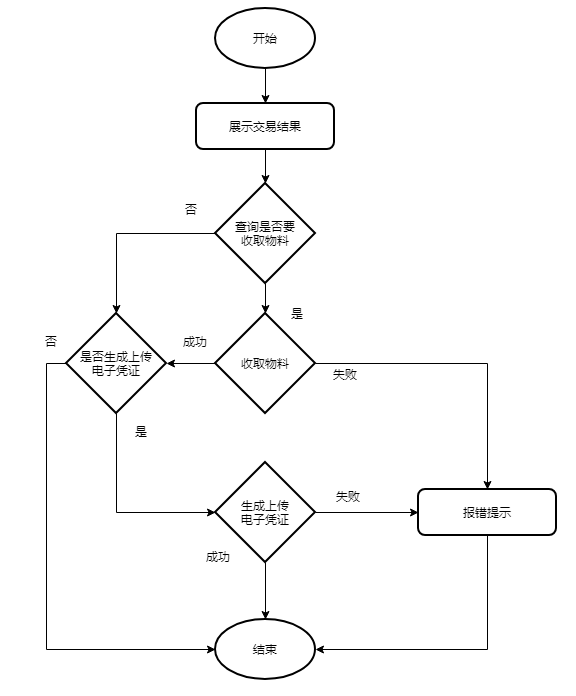 开始
展示交易结果
否
查询是否要
收取物料
是
否
成功
是否生成上传
电子凭证
收取物料
失败
是
生成上传
电子凭证
失败
报错提示
成功
结束